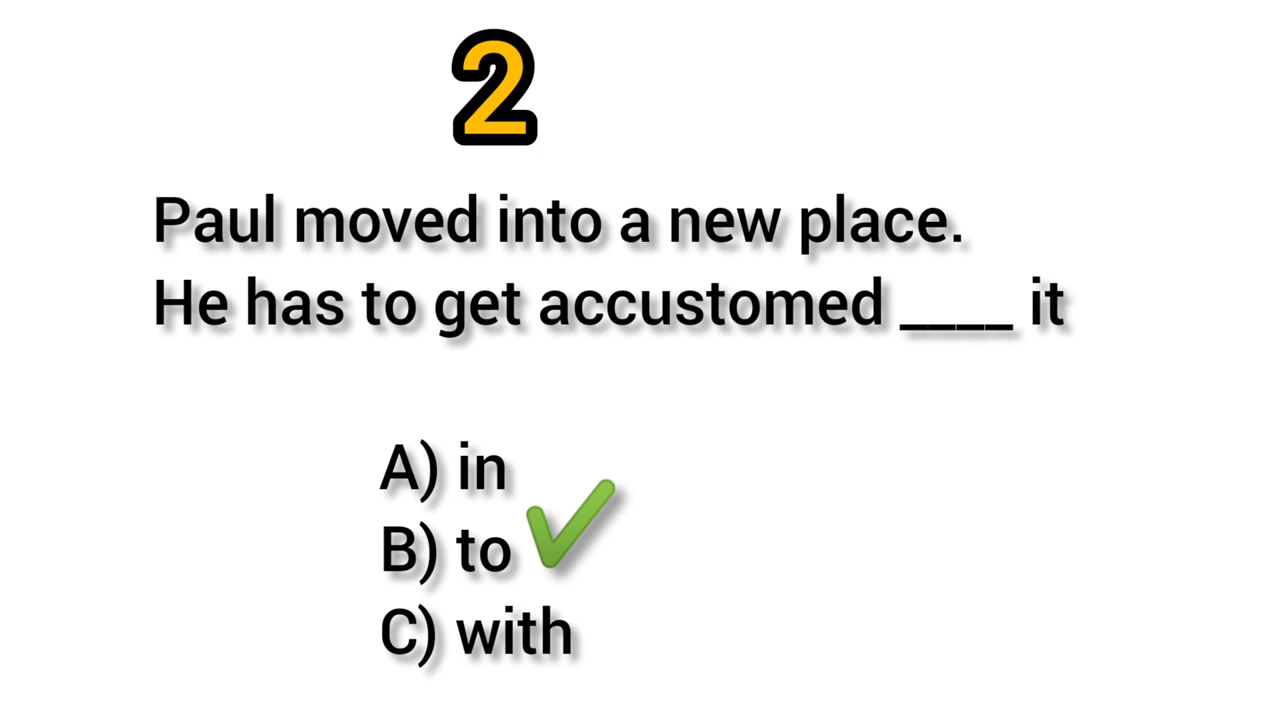 2
Paul moved into a new place.
He has to get accustomed ____ it
A) in
B) to
C) with